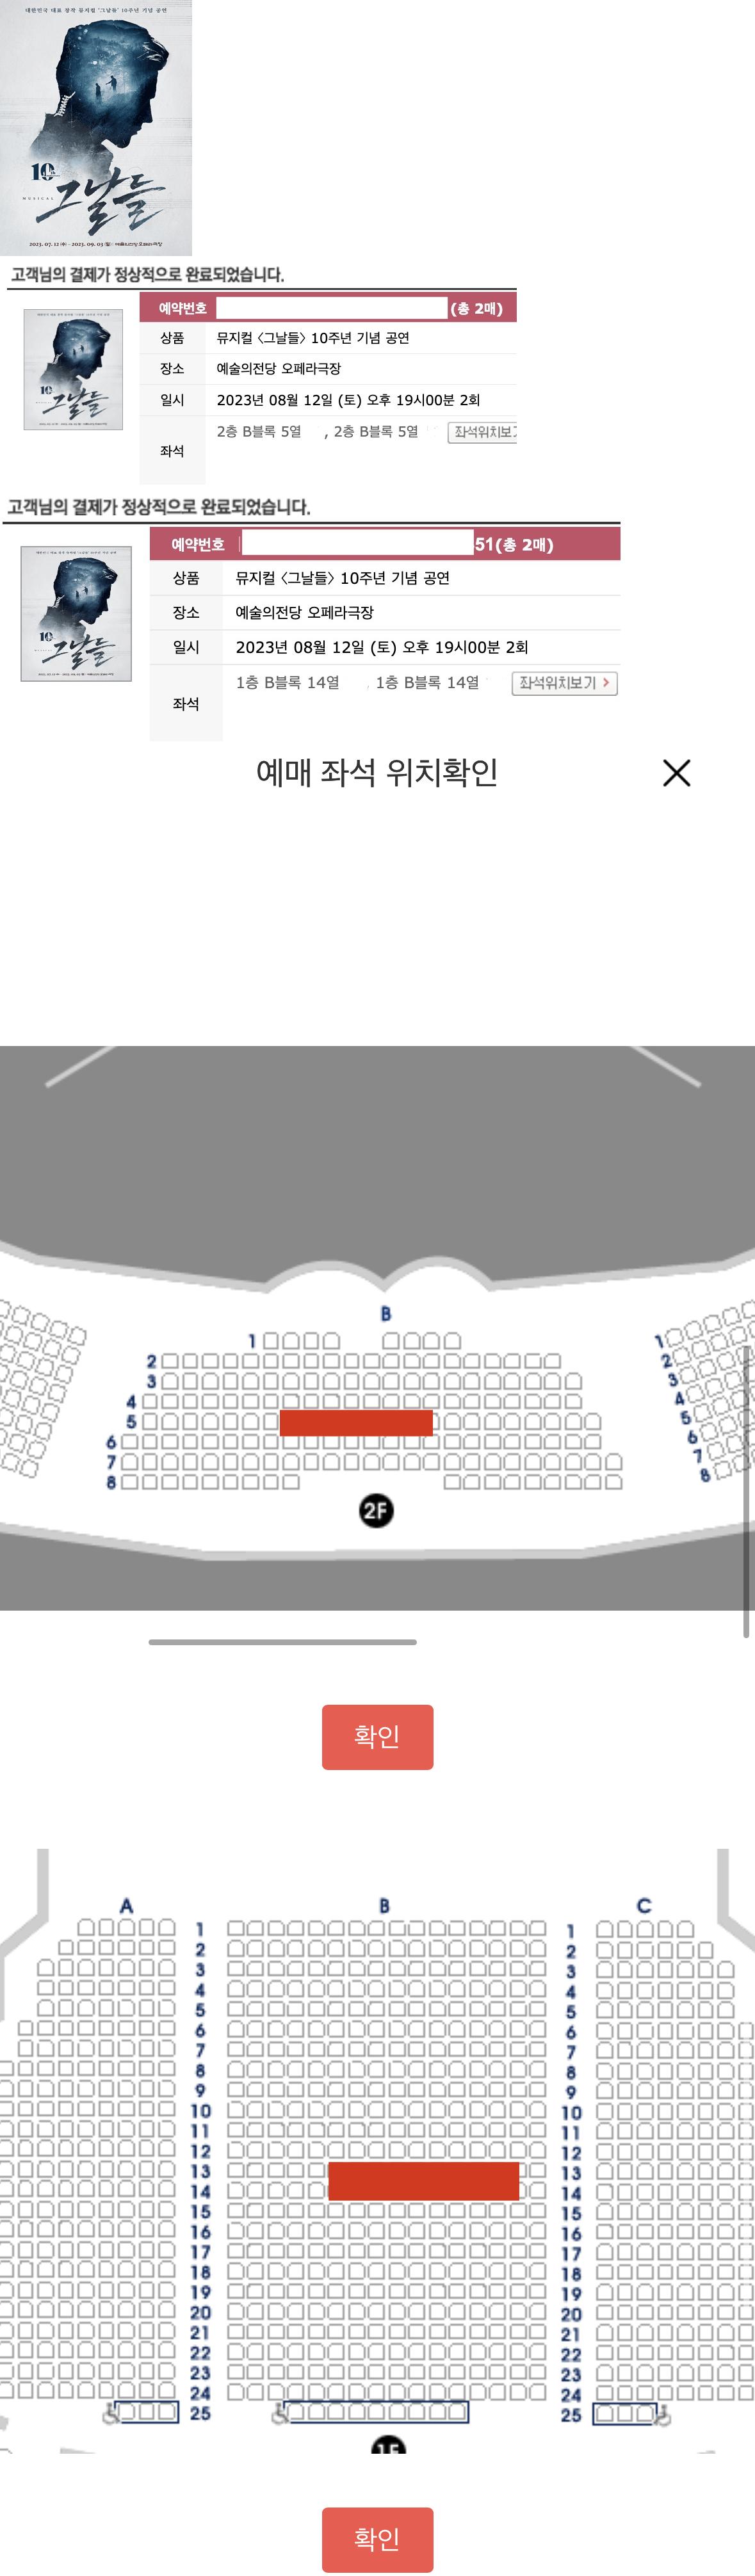 대한민국 대표 창작 뮤지컬 '그날들' 10주년 기념 공연
10
MUSICAL
그날들
2023. 07. 12 (수) - 2023. 09. 03 (일) 예술의전당 오페라극장
고객님의 결제가 정상적으로 완료되었습니다.
예약번호 (총 2매)
10
그날들
상품 뮤지컬 〈그날들〉 10주년 기념 공연
장소 예술의전당 오페라극장
일시 2023년 08월 12일 (토) 오후 19시00분 2회
좌석 2층 B블록 5열 , 2층 B블록 5열 좌석위치보기
고객님의 결제가 정상적으로 완료되었습니다.
예약번호 51(총 2매)
10
그날들
상품 뮤지컬 〈그날들〉 10주년 기념 공연
장소 예술의전당 오페라극장
일시 2023년 08월 12일 (토) 오후 19시00분 2회
좌석 1층 B블록 14열 , 1층 B블록 14열 좌석위치보기 >
예매 좌석 위치확인
B
1
2
3
4
5
6
7
8
1
2
3
4
5
6
7
8
2F
확인
A B C
1 1
2 2
3 3
4 4
5 5
6 6
7 7
8 8
9 9
10 10
11 11
12 12
13 13
14 14
15 15
16 16
17 17
18 18
19 19
20 20
21 21
22 22
23 23
24 24
25 25
1F
확인